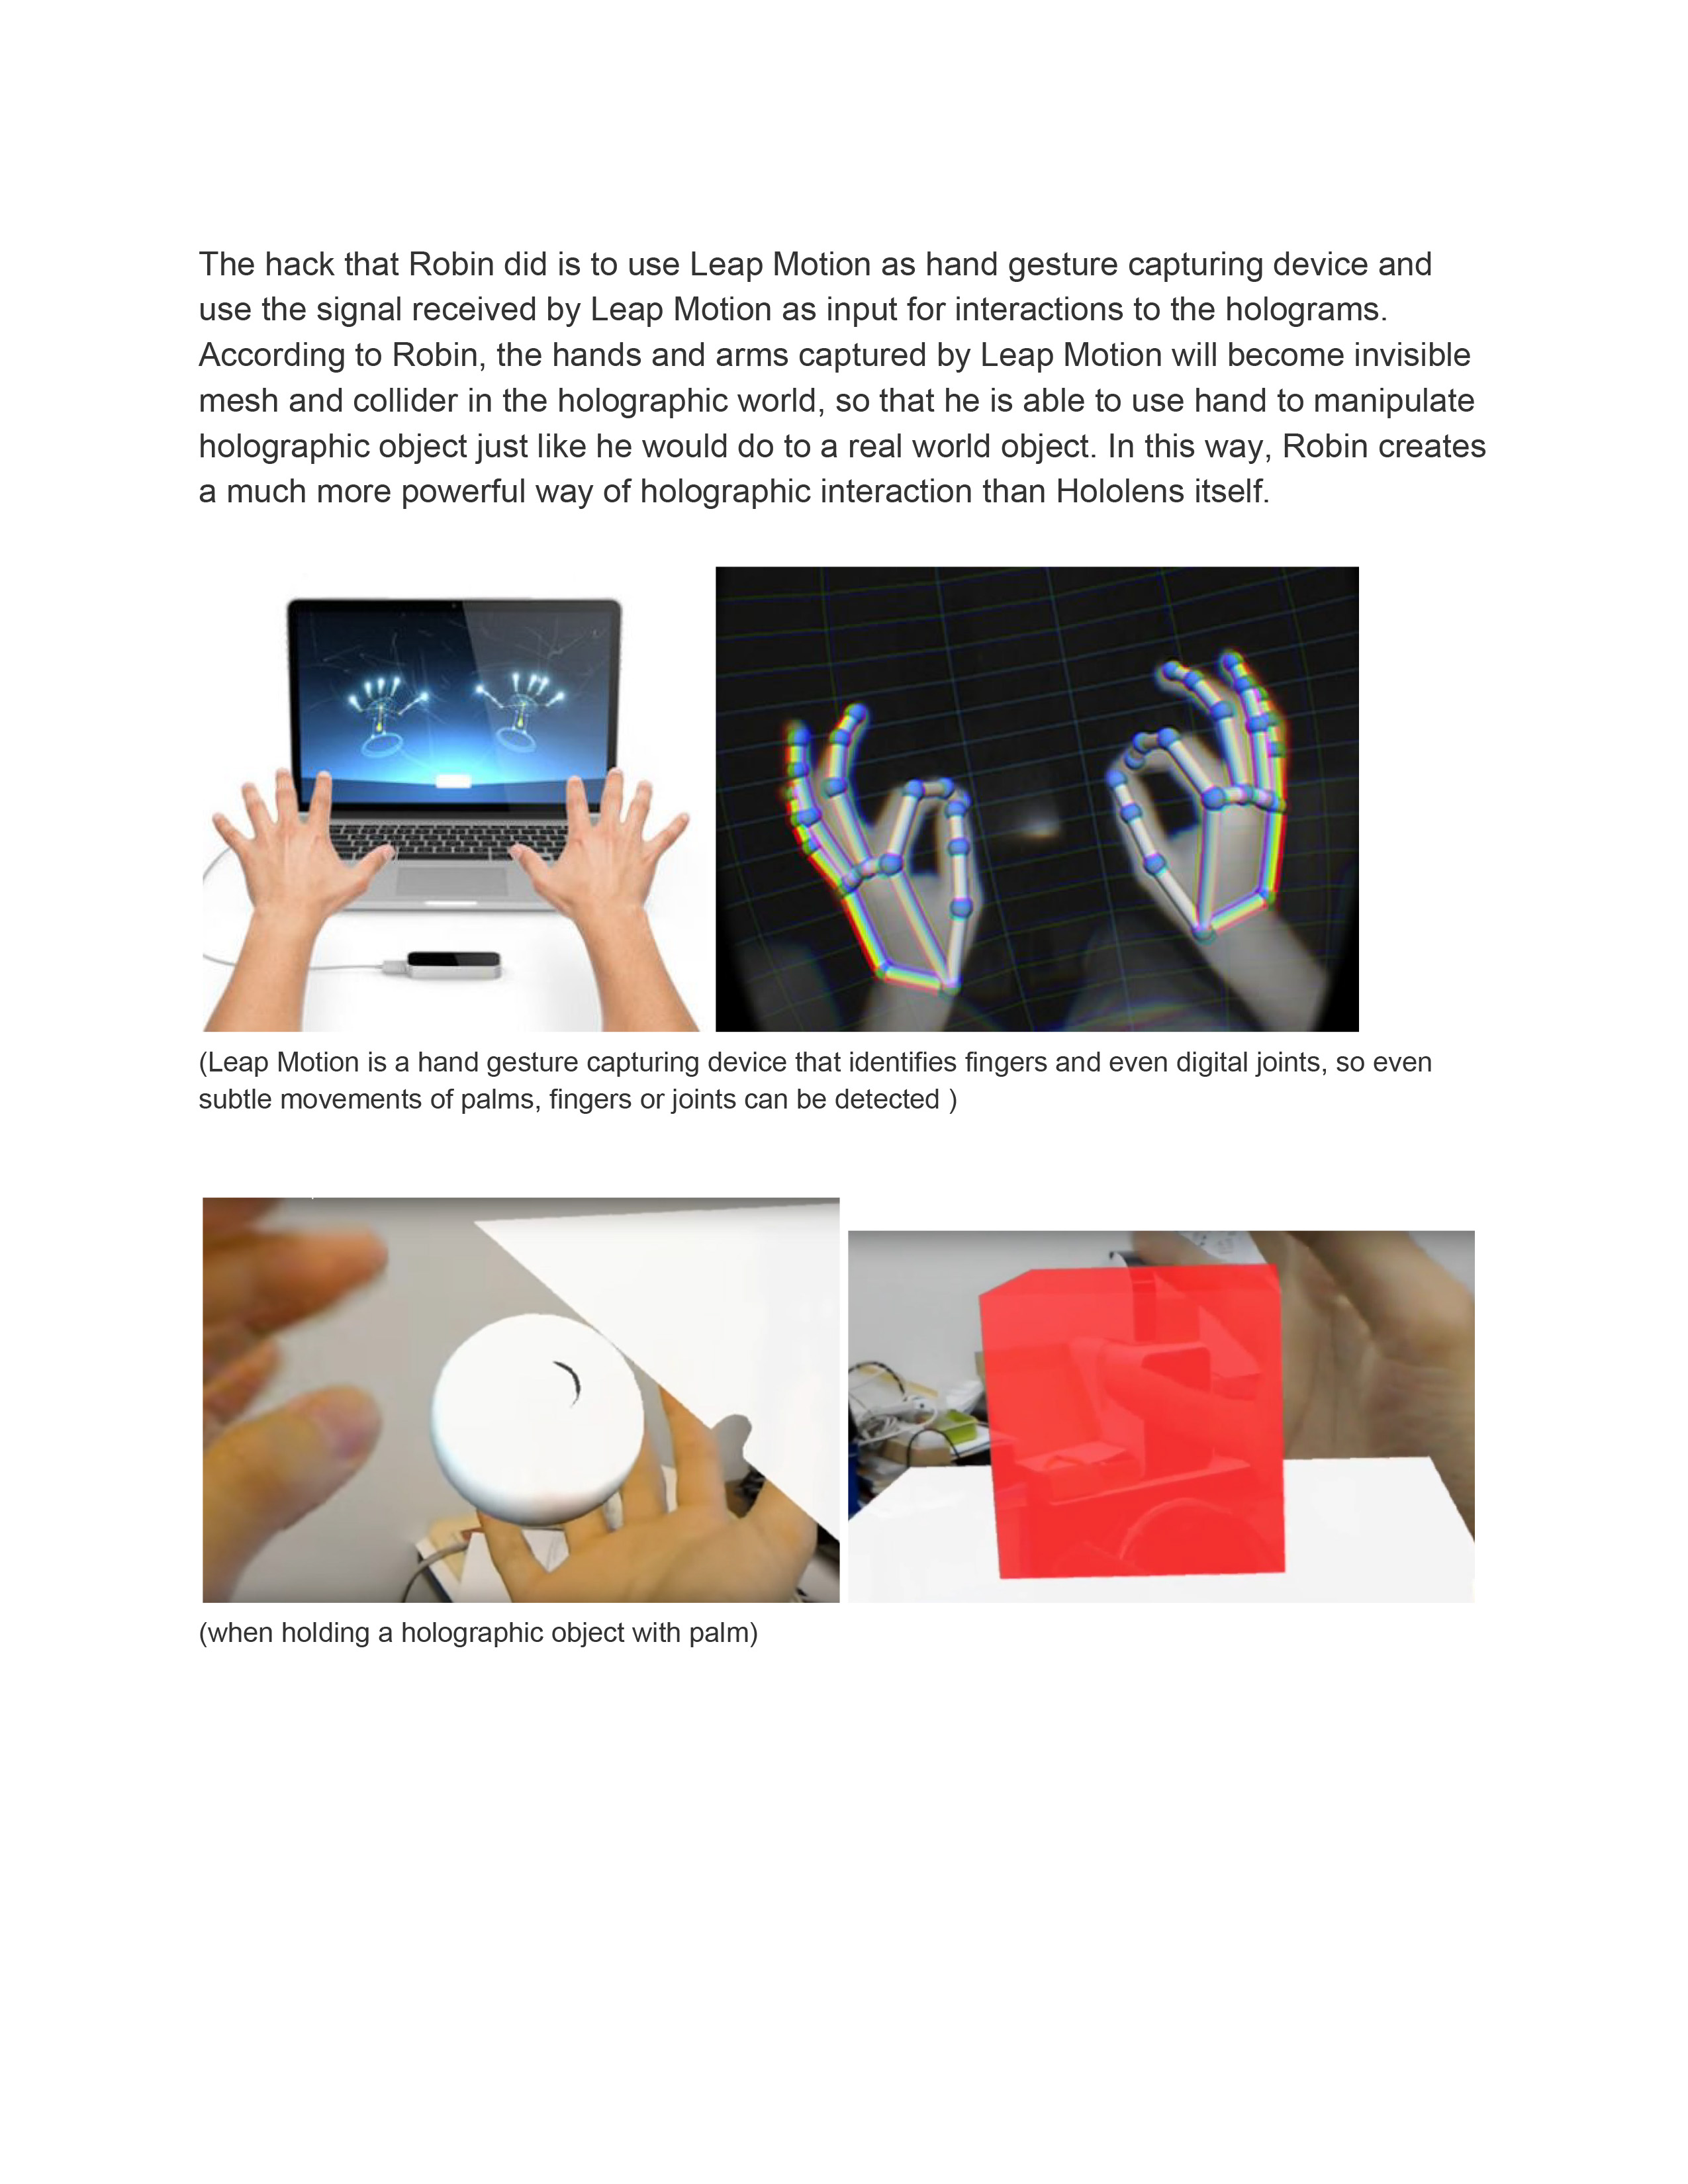 The hack that Robin did is to use Leap Motion as hand gesture capturing device and
use the signal received by Leap Motion as input for interactions to the holograms.
According to Robin, the hands and arms captured by Leap Motion will become invisible
mesh and collider in the holographic world, so that he is able to use hand to manipulate
holographic object just like he would do to a real world object. In this way, Robin creates
a much more powerful way of holographic interaction than Hololens itself.
(Leap Motion is a hand gesture capturing device that identifies fingers and even digital joints, so even
subtle movements of palms, fingers or joints can be detected )
(when holding a holographic object with palm)